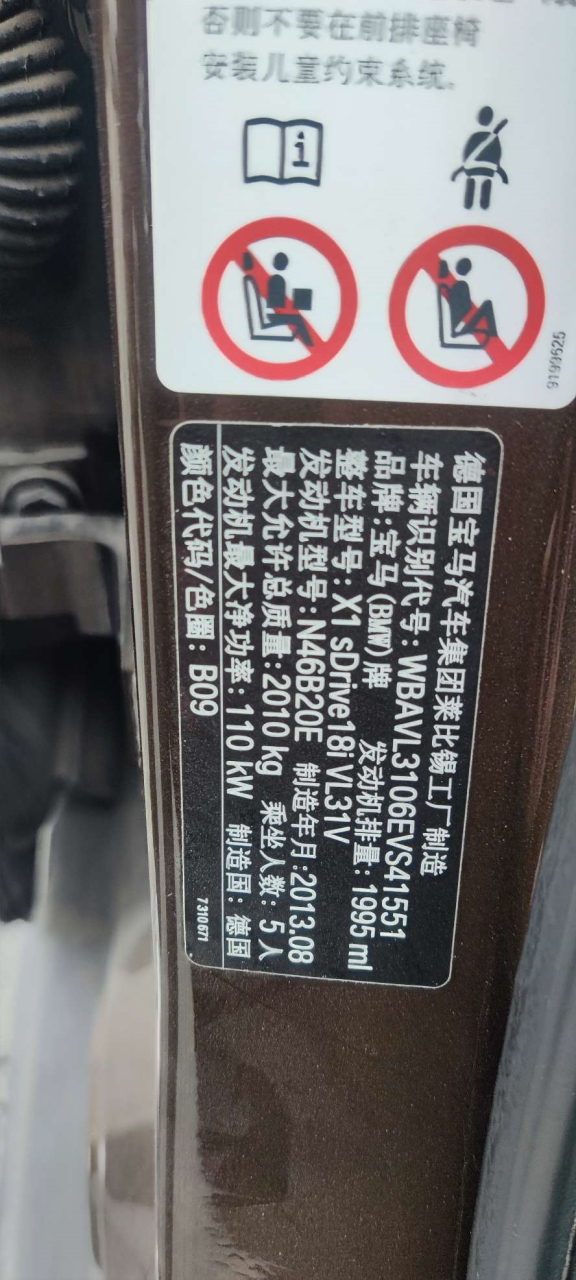 否则不要在前排座椅
安装儿童约束系统。
9269916
德国宝马汽车集团莱比锡工厂制造
车辆识别代号: WBAVL3106EVS41551
品牌: 宝马(BMW)牌 发动机排量: 1995 ml
整车型号: X1 sDrive18i VL31V
发动机型号: N46B20E 制造年月: 2013.08
最大允许总质量: 2010 kg 乘坐人数: 5 人
发动机最大净功率: 110 kW 制造国: 德国
颜色代码/色圈: B09
7 310 671